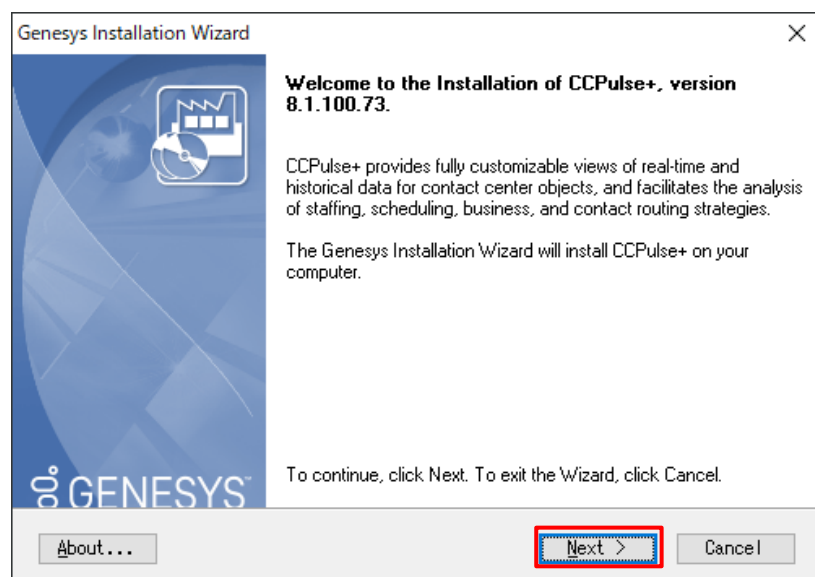 Genesys Installation Wizard
Welcome to the Installation of CCPulse+, version
8.1.100.73.
CCPulse+ provides fully customizable views of real-time and
historical data for contact center objects, and facilitates the analysis
of staffing, scheduling, business, and contact routing strategies.
The Genesys Installation Wizard will install CCPulse+ on your
computer.
To continue, click Next. To exit the Wizard, click Cancel.
GENESYS
About...
Next >
Cancel